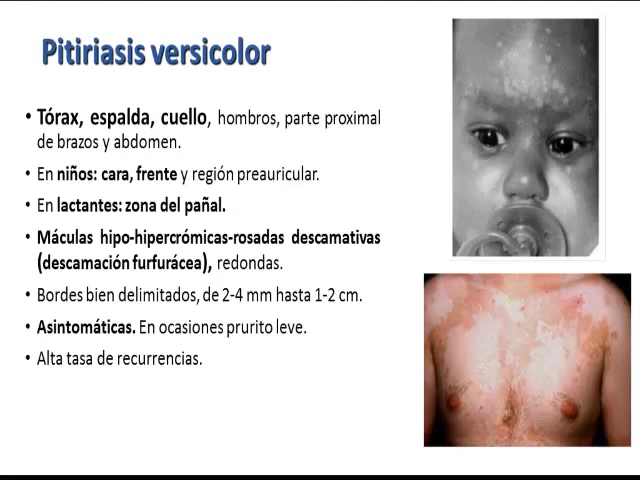 Pitiriasis versicolor
• Tórax, espalda, cuello, hombros, parte proximal
de brazos y abdomen.
• En niños: cara, frente y región preauricular.
• En lactantes: zona del pañal.
• Máculas hipo-hipercrómicas-rosadas descamativas
(descamación furfurácea), redondas.
• Bordes bien delimitados, de 2-4 mm hasta 1-2 cm.
• Asintomáticas. En ocasiones prurito leve.
• Alta tasa de recurrencias.